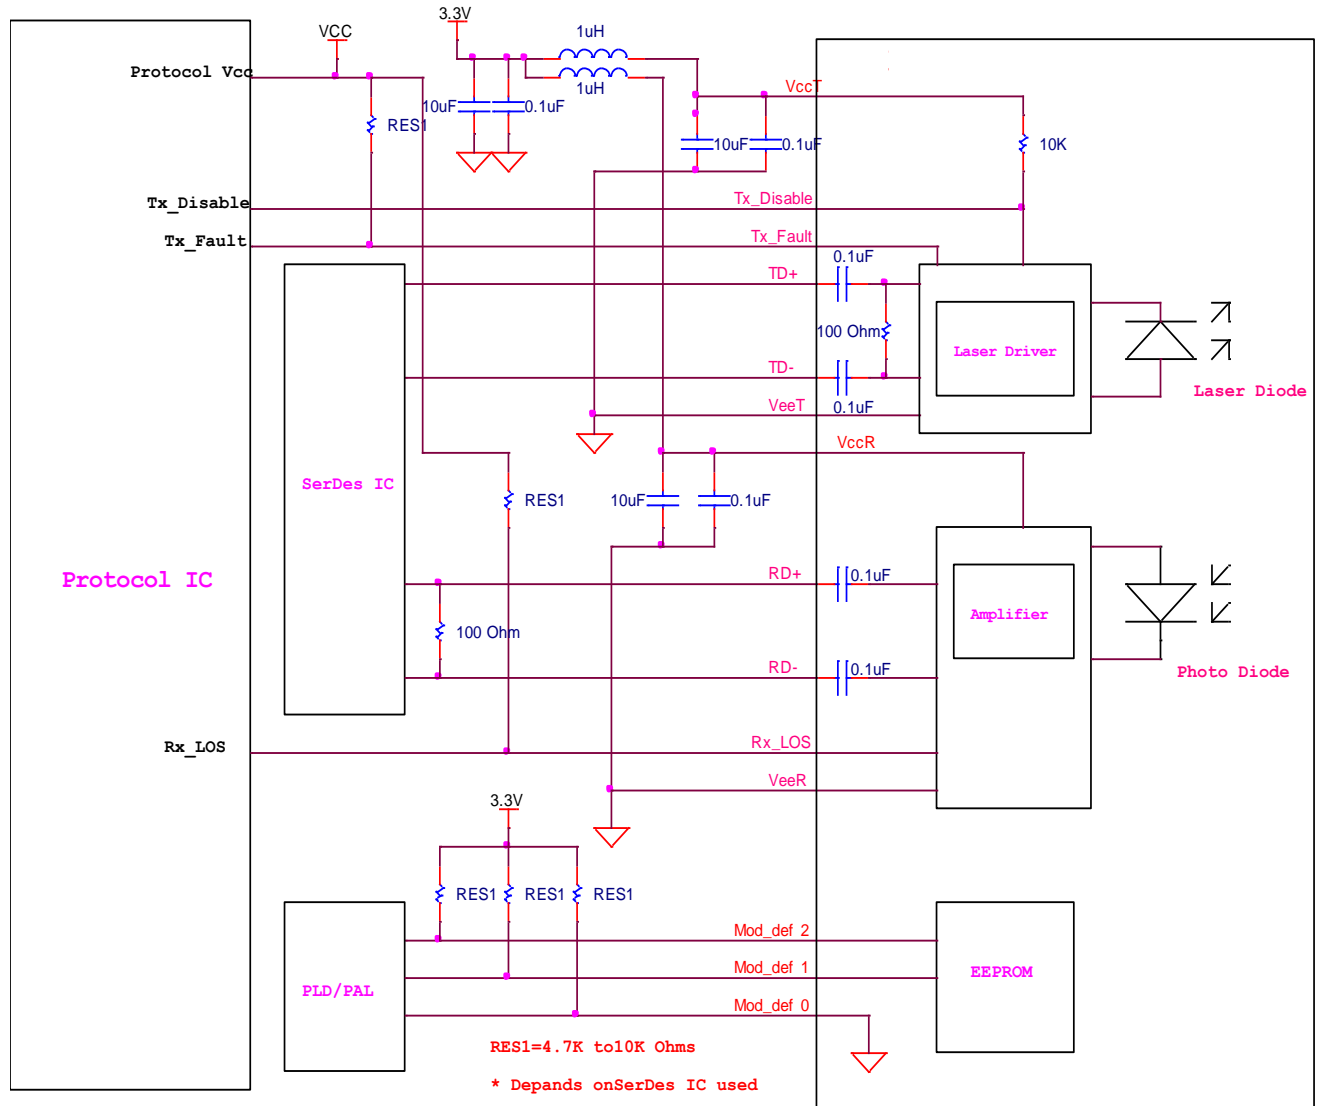 3.3V
VCC
1uH
Protocol Vcc
1uH
VccT
10uF
0.1uF
RES1
10uF
0.1uF
10K
Tx_Disable
Tx_Disable
Tx_Fault
Tx_Fault
0.1uF
TD+
100 Ohm
Laser Driver
TD-
Laser Diode
VeeT
0.1uF
VccR
SerDes IC
RES1
10uF
0.1uF
Protocol IC
RD+
0.1uF
Amplifier
100 Ohm
RD-
0.1uF
Photo Diode
Rx_LOS
Rx_LOS
VeeR
3.3V
RES1
RES1
RES1
Mod_def 2
Mod_def 1
EEPROM
PLD/PAL
Mod_def 0
RES1=4.7K to10K Ohms
* Depands onSerDes IC used